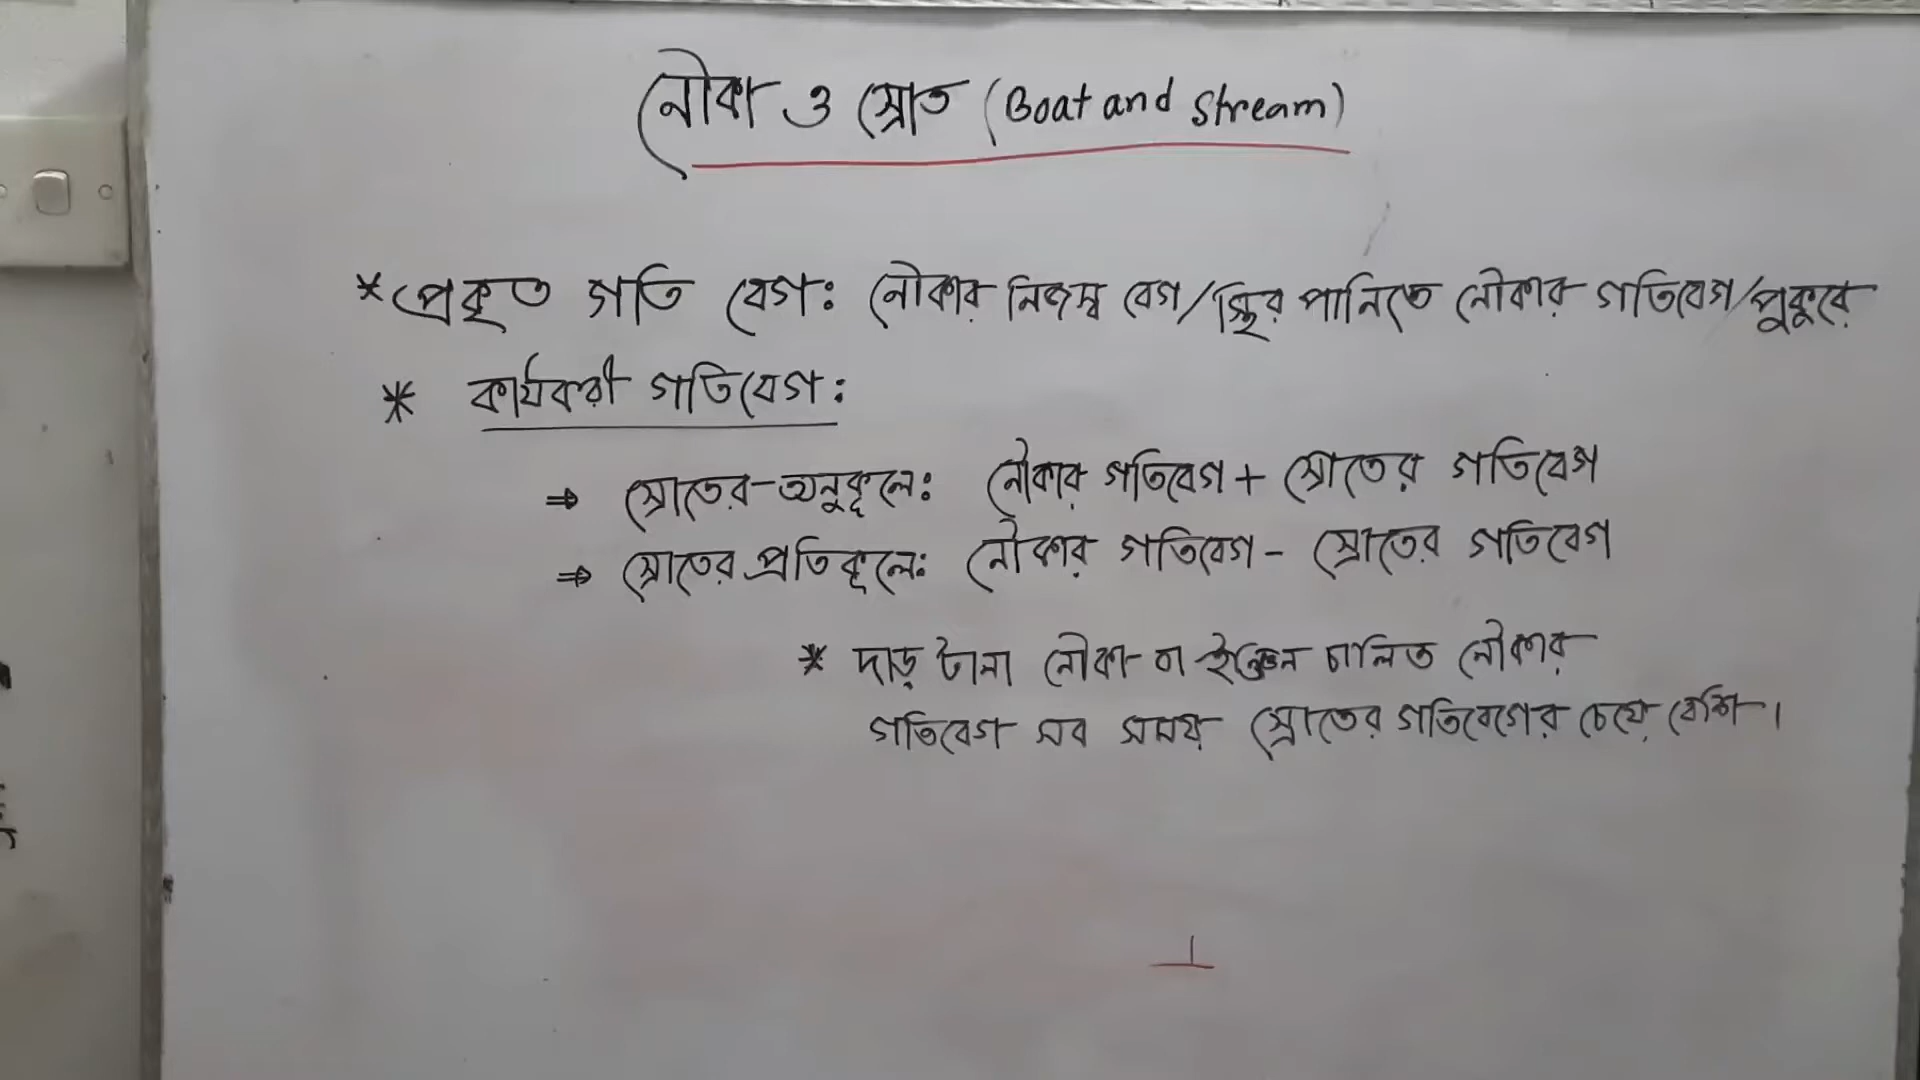 নৌকা ও স্রোত (Boat and Stream)
* প্রকৃত গতি বেগ: নৌকার নিজস্ব বেগ/স্থির পানিতে নৌকার গতিবেগ/পুকুরে
* কার্যকরী গতিবেগ:
⇒ স্রোতের-অনুকূলে: নৌকার গতিবেগ + স্রোতের গতিবেগ
⇒ স্রোতের প্রতিকূলে: নৌকার গতিবেগ - স্রোতের গতিবেগ
* দাড় টানা নৌকা বা ইঞ্জেন চালিত নৌকার
গতিবেগ সব সময় স্রোতের গতিবেগের চেয়ে বেশি।